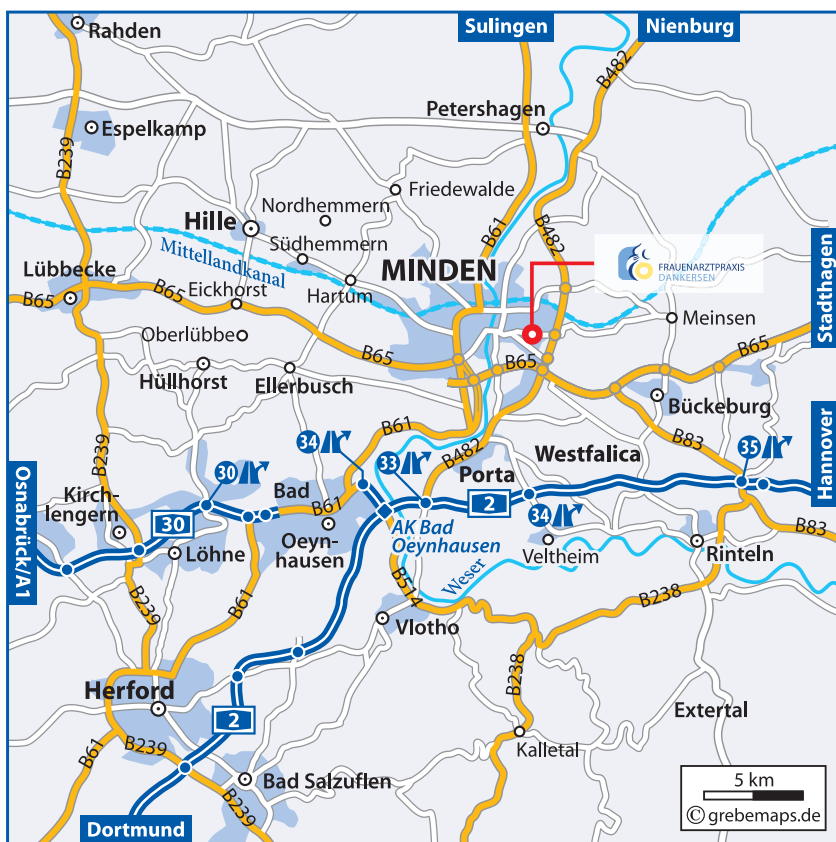 Sulingen
Nienburg
Rahden
B482
Petershagen
Espelkamp
B239
Friedewalde
Nordhemmern
Hille
B61
B482
Südhemmern
Mittellandkanal
MINDEN
FRAUENARZTPRAXIS
DANKERSEN
Stadthagen
Lübbecke
B65
B65
Eickhorst
Hartum
Meinsen
Oberlübbe
B65
B65
B65
Hüllhorst
Ellerbusch
Bückeburg
B61
B83
Hannover
34
B482
Westfalica
35
B239
33
Porta
30
Bad
Osnabrück/A1
Kirch-
lengern
30
B61
2
34
B83
Oeyn-
hausen
AK Bad
Oeynhausen
Löhne
Veltheim
Rinteln
Weser
B514
B61
B239
B238
Vlotho
B238
Herford
2
Extertal
B61
B239
Kalletal
Bad Salzuflen
B239
5 km
© grebemaps.de
Dortmund